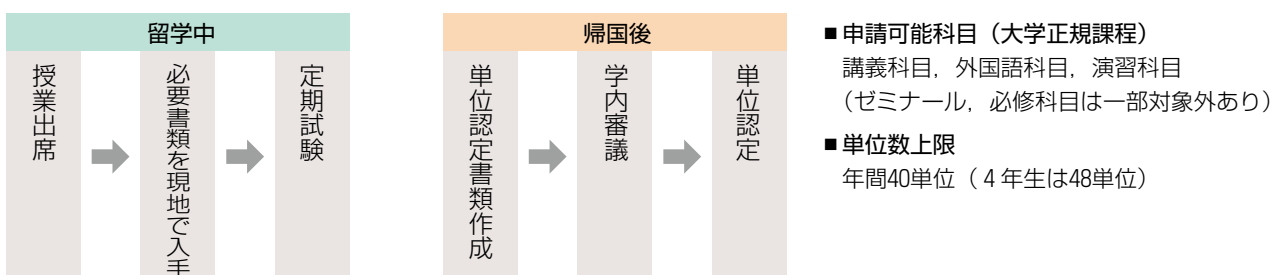 留学中
授業出席
必要書類を現地で入手
定期試験
帰国後
単位認定書類作成
学内審議
単位認定
■申請可能科目（大学正規課程）
講義科目，外国語科目，演習科目
（ゼミナール，必修科目は一部対象外あり）
■単位数上限
年間40単位（４年生は48単位）